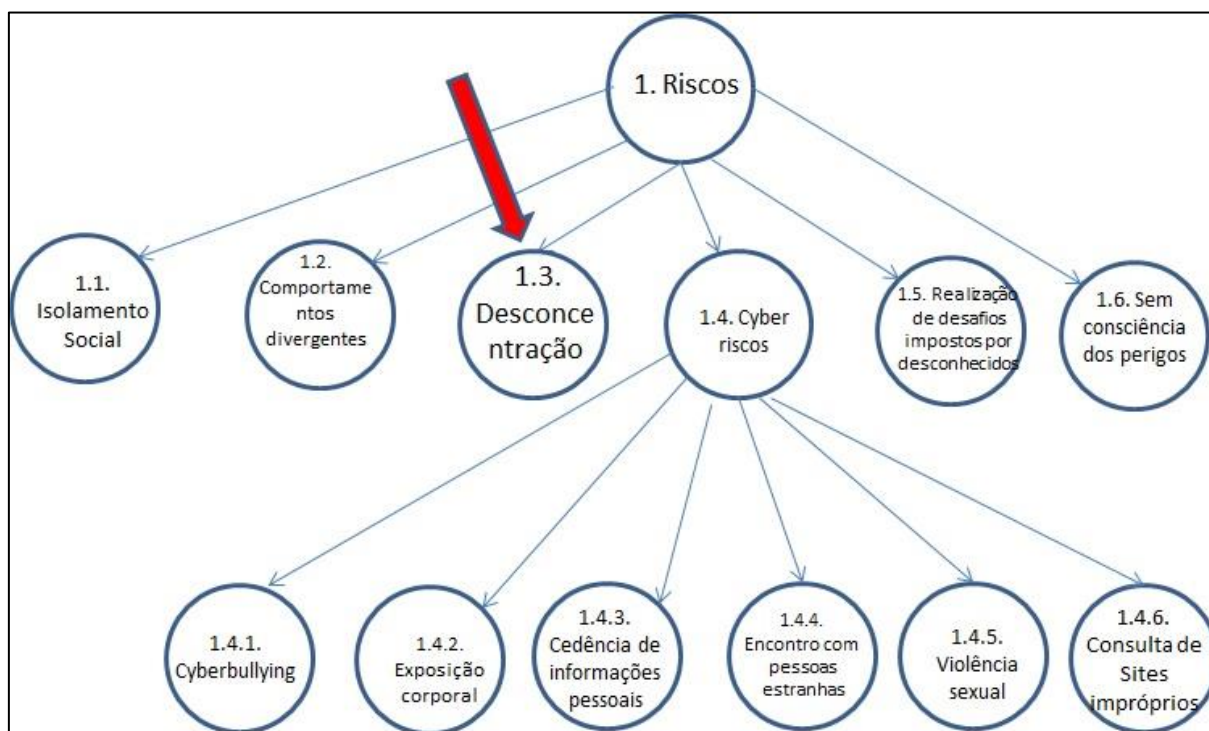 1. Riscos
1.1.
Isolamento
Social
1.2.
Comportame
ntos
divergentes
1.3.
Desconce
ntração
1.4. Cyber
riscos
1.5. Realização
de desafios
impostos por
desconhecidos
1.6. Sem
consciência
dos perigos
1.4.1.
Cyberbullying
1.4.2.
Exposição
corporal
1.4.3.
Cedência de
informações
pessoais
1.4.4.
Encontro com
pessoas
estranhas
1.4.5.
Violência
sexual
1.4.6.
Consulta de
Sites
impróprios